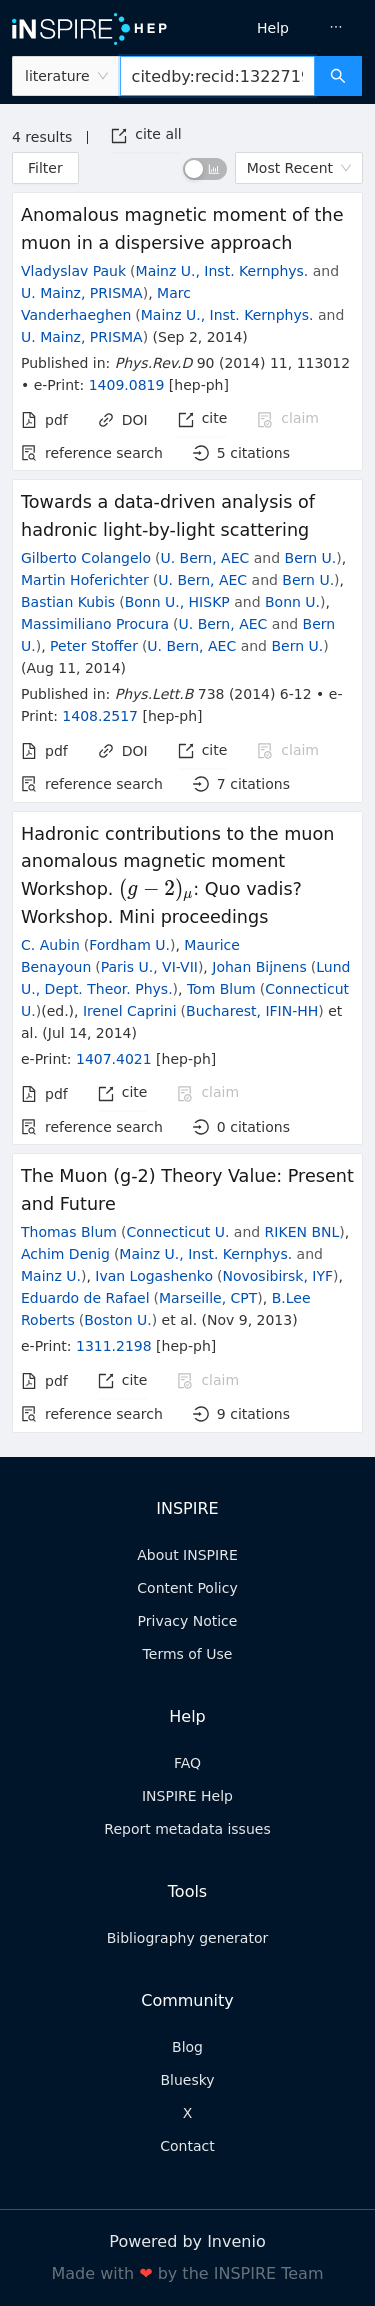 iNSPIRE HEP
Help
···
literature
citedby:recid:1322719
4 results | cite all
Filter
Most Recent
Anomalous magnetic moment of the
muon in a dispersive approach
Vladyslav Pauk (Mainz U., Inst. Kernphys. and
U. Mainz, PRISMA), Marc
Vanderhaeghen (Mainz U., Inst. Kernphys. and
U. Mainz, PRISMA) (Sep 2, 2014)
Published in: Phys.Rev.D 90 (2014) 11, 113012
• e-Print: 1409.0819 [hep-ph]
pdf DOI cite claim
reference search 5 citations
Towards a data-driven analysis of
hadronic light-by-light scattering
Gilberto Colangelo (U. Bern, AEC and Bern U.),
Martin Hoferichter (U. Bern, AEC and Bern U.),
Bastian Kubis (Bonn U., HISKP and Bonn U.),
Massimiliano Procura (U. Bern, AEC and Bern
U.), Peter Stoffer (U. Bern, AEC and Bern U.)
(Aug 11, 2014)
Published in: Phys.Lett.B 738 (2014) 6-12 • e-
Print: 1408.2517 [hep-ph]
pdf DOI cite claim
reference search 7 citations
Hadronic contributions to the muon
anomalous magnetic moment
Workshop. (g − 2)μ: Quo vadis?
Workshop. Mini proceedings
C. Aubin (Fordham U.), Maurice
Benayoun (Paris U., VI-VII), Johan Bijnens (Lund
U., Dept. Theor. Phys.), Tom Blum (Connecticut
U.)(ed.), Irenel Caprini (Bucharest, IFIN-HH) et
al. (Jul 14, 2014)
e-Print: 1407.4021 [hep-ph]
pdf cite claim
reference search 0 citations
The Muon (g-2) Theory Value: Present
and Future
Thomas Blum (Connecticut U. and RIKEN BNL),
Achim Denig (Mainz U., Inst. Kernphys. and
Mainz U.), Ivan Logashenko (Novosibirsk, IYF),
Eduardo de Rafael (Marseille, CPT), B.Lee
Roberts (Boston U.) et al. (Nov 9, 2013)
e-Print: 1311.2198 [hep-ph]
pdf cite claim
reference search 9 citations
INSPIRE
About INSPIRE
Content Policy
Privacy Notice
Terms of Use
Help
FAQ
INSPIRE Help
Report metadata issues
Tools
Bibliography generator
Community
Blog
Bluesky
X
Contact
Powered by Invenio
Made with ❤ by the INSPIRE Team